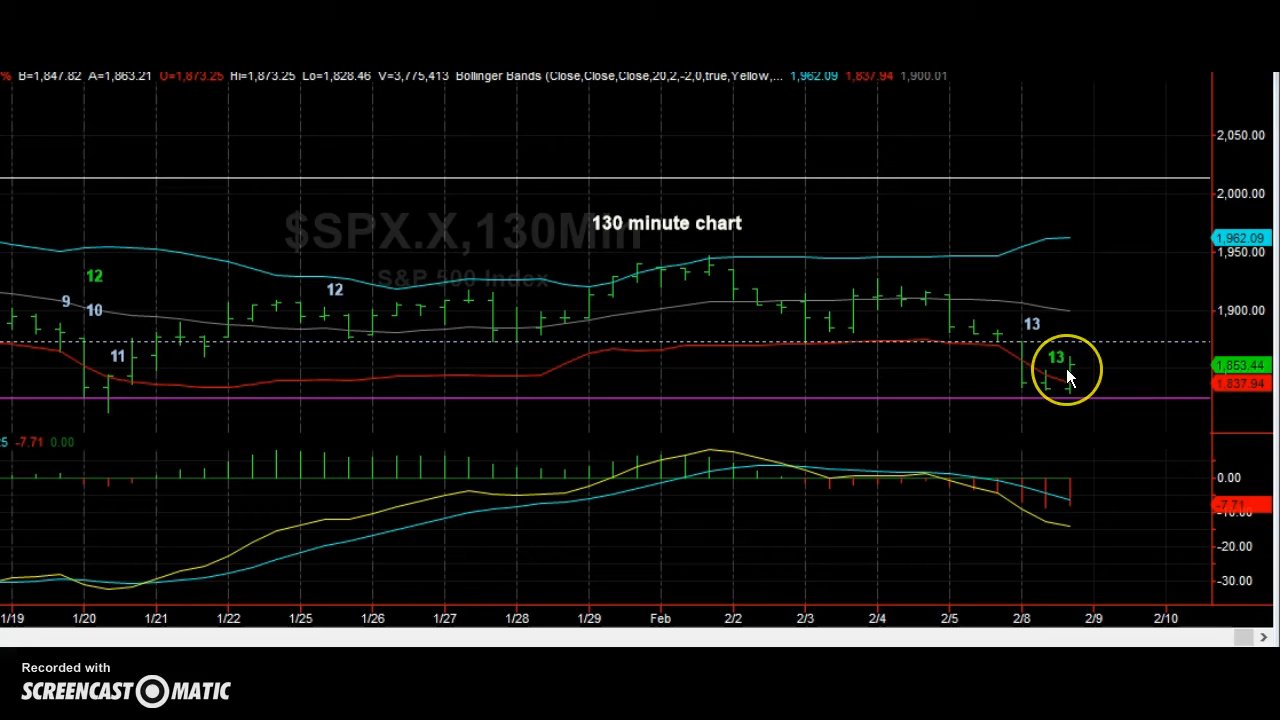 % B=1,847.82 A=1,863.21 O=1,873.25 Hi=1,873.25 Lo=1,828.46 V=3,775,413 Bollinger Bands (Close,Close,Close,20,2,-2,0,true,Yellow,... 1,962.09 1,837.94 1,900.01
2,050.00
2,000.00
$SPX.X,130Min
130 minute chart
1,962.09
1,950.00
S&P 500 Index
12
12
9
10
1,900.00
13
11
13
1,853.44
1,837.94
5 -7.71 0.00
0.00
-7.71
-10.00
-20.00
-30.00
1/19 1/20 1/21 1/22 1/25 1/26 1/27 1/28 1/29 Feb 2/2 2/3 2/4 2/5 2/8 2/9 2/10
Recorded with
SCREENCAST MATIC